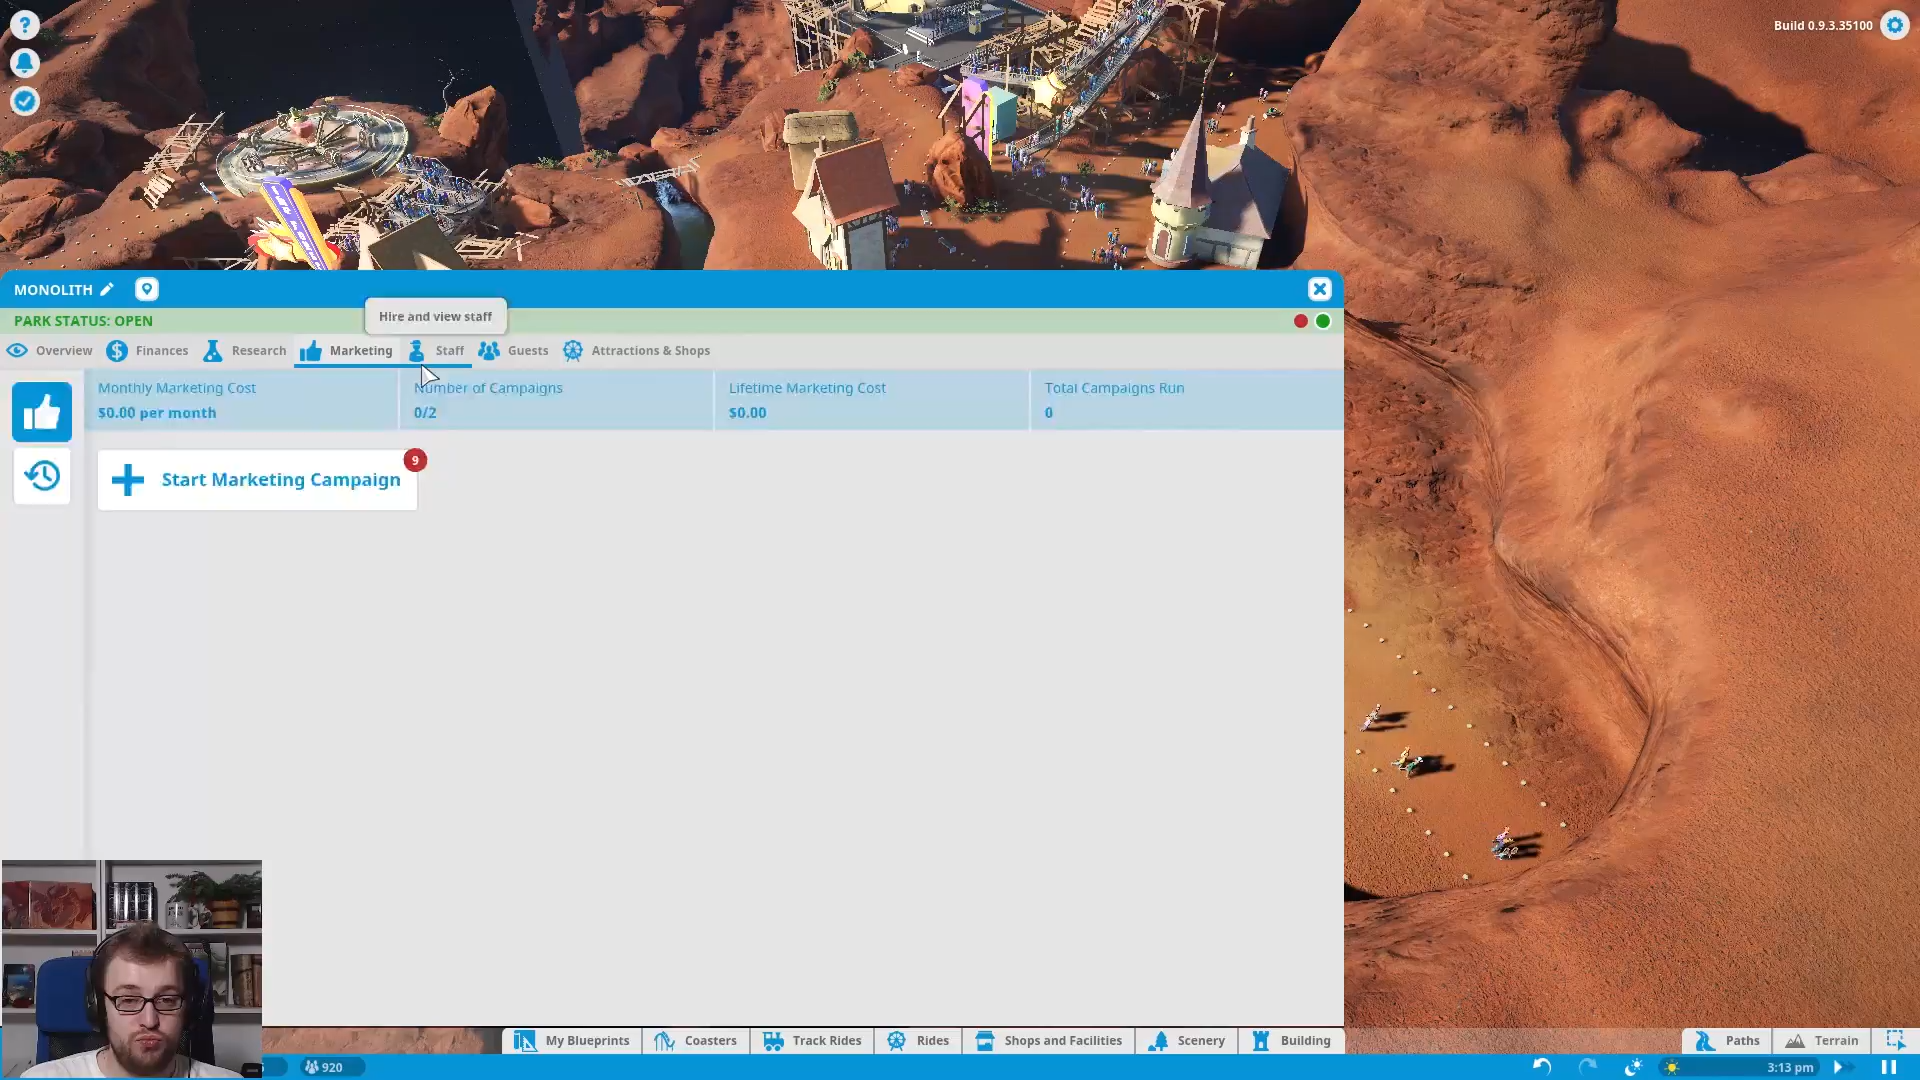 Build 0.9.3.35100
MONOLITH
Hire and view staff
PARK STATUS: OPEN
Overview Finances Research Marketing Staff Guests Attractions & Shops
Monthly Marketing Cost Number of Campaigns Lifetime Marketing Cost Total Campaigns Run
$0.00 per month 0/2 $0.00 0
9
Start Marketing Campaign
My Blueprints Coasters Track Rides Rides Shops and Facilities Scenery Building Paths Terrain
920 3:13 pm